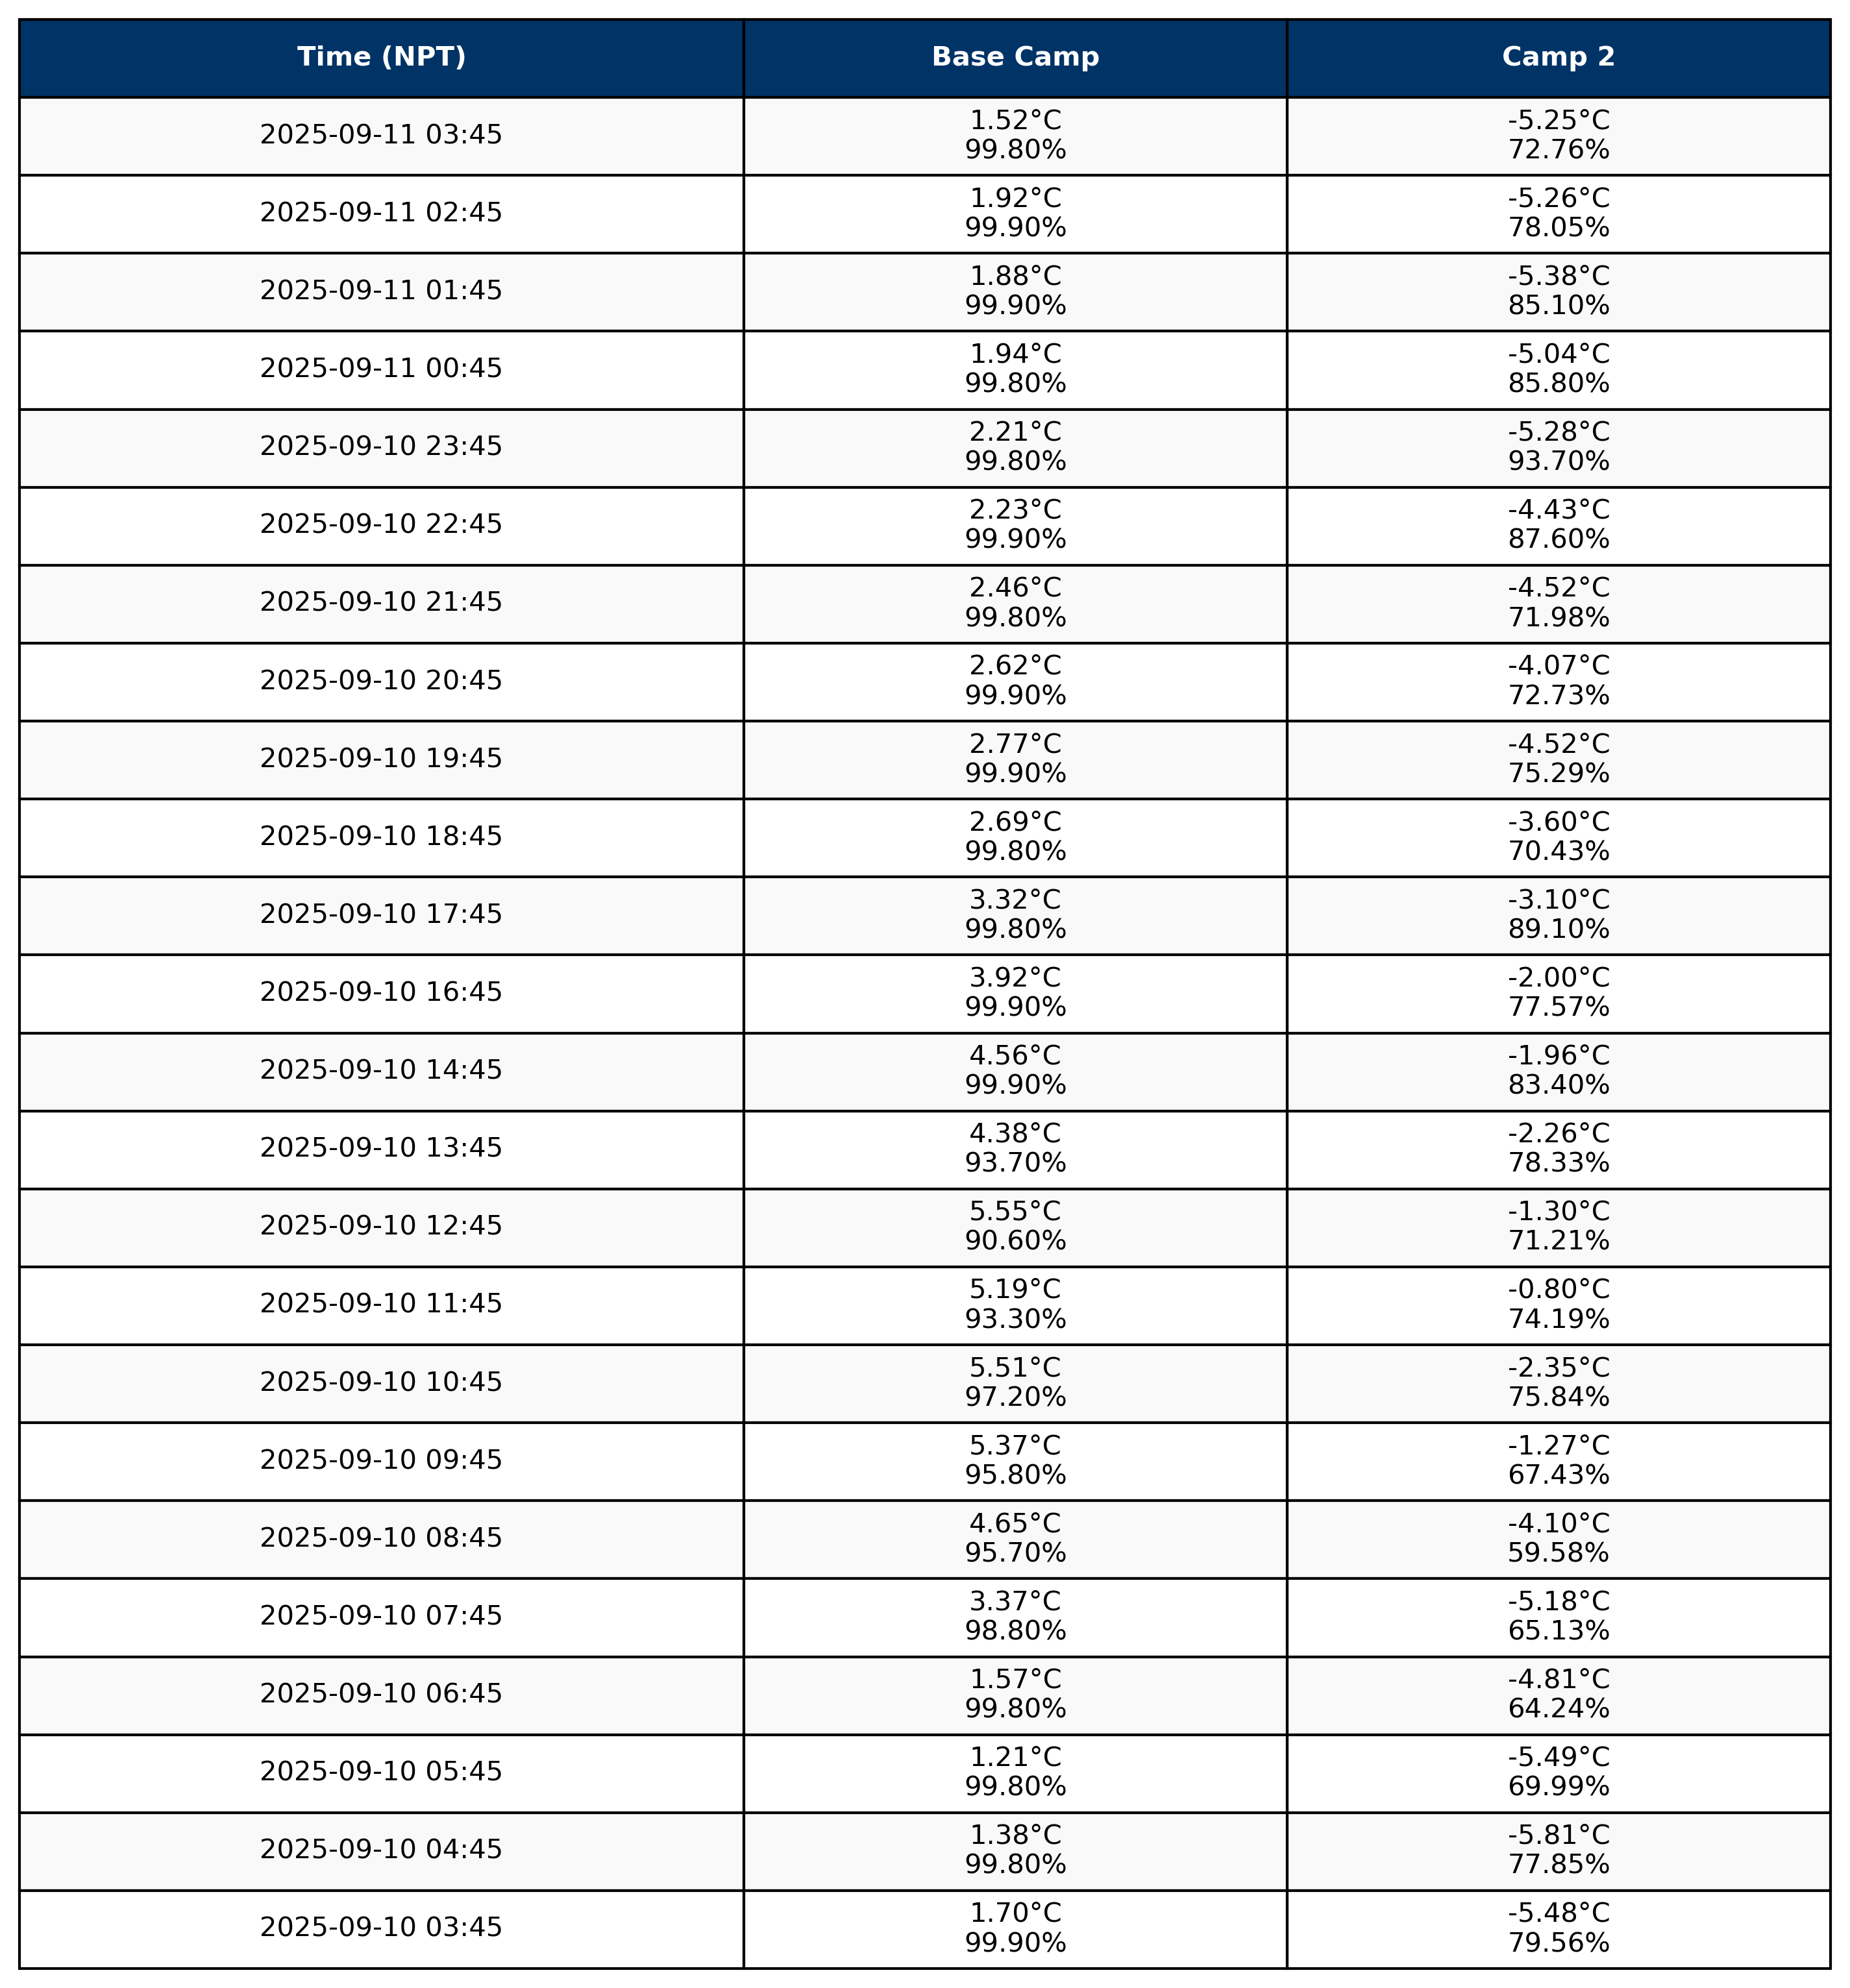 Time (NPT) Base Camp Camp 2
2025-09-11 03:45 1.52°C 99.80% -5.25°C 72.76%
2025-09-11 02:45 1.92°C 99.90% -5.26°C 78.05%
2025-09-11 01:45 1.88°C 99.90% -5.38°C 85.10%
2025-09-11 00:45 1.94°C 99.80% -5.04°C 85.80%
2025-09-10 23:45 2.21°C 99.80% -5.28°C 93.70%
2025-09-10 22:45 2.23°C 99.90% -4.43°C 87.60%
2025-09-10 21:45 2.46°C 99.80% -4.52°C 71.98%
2025-09-10 20:45 2.62°C 99.90% -4.07°C 72.73%
2025-09-10 19:45 2.77°C 99.90% -4.52°C 75.29%
2025-09-10 18:45 2.69°C 99.80% -3.60°C 70.43%
2025-09-10 17:45 3.32°C 99.80% -3.10°C 89.10%
2025-09-10 16:45 3.92°C 99.90% -2.00°C 77.57%
2025-09-10 14:45 4.56°C 99.90% -1.96°C 83.40%
2025-09-10 13:45 4.38°C 93.70% -2.26°C 78.33%
2025-09-10 12:45 5.55°C 90.60% -1.30°C 71.21%
2025-09-10 11:45 5.19°C 93.30% -0.80°C 74.19%
2025-09-10 10:45 5.51°C 97.20% -2.35°C 75.84%
2025-09-10 09:45 5.37°C 95.80% -1.27°C 67.43%
2025-09-10 08:45 4.65°C 95.70% -4.10°C 59.58%
2025-09-10 07:45 3.37°C 98.80% -5.18°C 65.13%
2025-09-10 06:45 1.57°C 99.80% -4.81°C 64.24%
2025-09-10 05:45 1.21°C 99.80% -5.49°C 69.99%
2025-09-10 04:45 1.38°C 99.80% -5.81°C 77.85%
2025-09-10 03:45 1.70°C 99.90% -5.48°C 79.56%